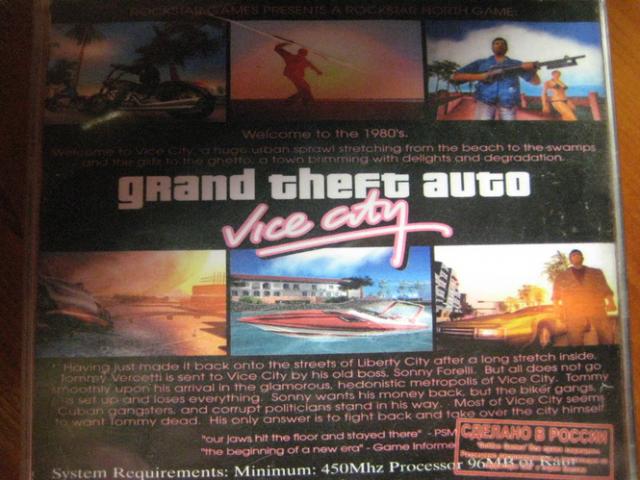 ROCKSTAR GAMES PRESENTS A ROCKSTAR NORTH GAME:
Welcome to the 1980's.
Welcome to Vice City, a huge urban sprawl stretching from the beach to the swamps
and the glitz to the ghetto, a town brimming with delights and degradation.
grand theft auto
Vice City
Having just made it back onto the streets of Liberty City after a long stretch inside,
Tommy Vercetti is sent to Vice City by his old boss, Sonny Forelli. But all does not go
smoothly upon his arrival in the glamorous, hedonistic metropolis of Vice City. Tommy
is set up and loses everything. Sonny wants his money back, but the biker gangs,
Cuban gangsters, and corrupt politicians stand in his way. Most of Vice City seems
to want Tommy dead. His only answer is to fight back and take over the city himself
"our jaws hit the floor and stayed there" - PSM
"the beginning of a new era" - Game Informer
СДЕЛАНО В РОССИИ
System Requirements: Minimum: 450Mhz Processor 96MB of Ram